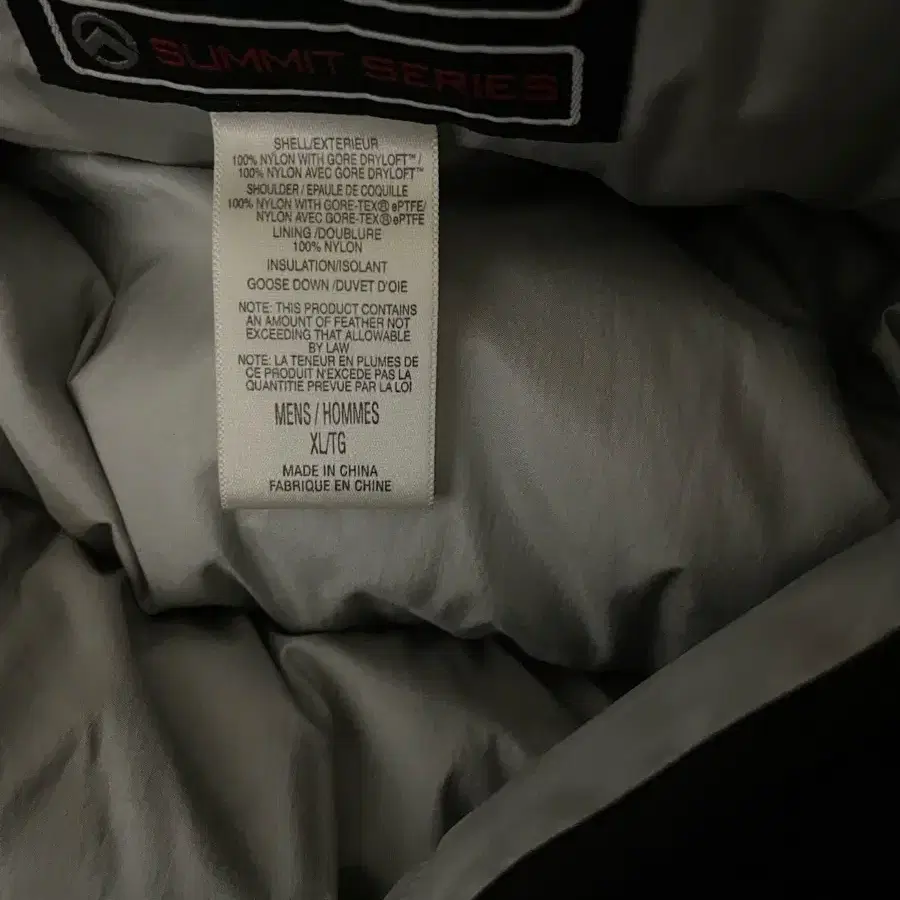 SUMMIT SERIES
SHELL/EXTERIEUR
100% NYLON WITH GORE DRYLOFT™/
100% NYLON AVEC GORE DRYLOFT™
SHOULDER / EPAULE DE COQUILLE
100% NYLON WITH GORE-TEX® ePTFE/
NYLON AVEC GORE-TEX® ePTFE
LINING /DOUBLURE
100% NYLON
INSULATION/ISOLANT
GOOSE DOWN /DUVET D'OIE
NOTE: THIS PRODUCT CONTAINS
AN AMOUNT OF FEATHER NOT
EXCEEDING THAT ALLOWABLE
BY LAW
NOTE: LA TENEUR EN PLUMES DE
CE PRODUIT N'EXCEDE PAS LA
QUANTITIE PREVUE PAR LA LOI
MENS / HOMMES
XL/TG
MADE IN CHINA
FABRIQUE EN CHINE